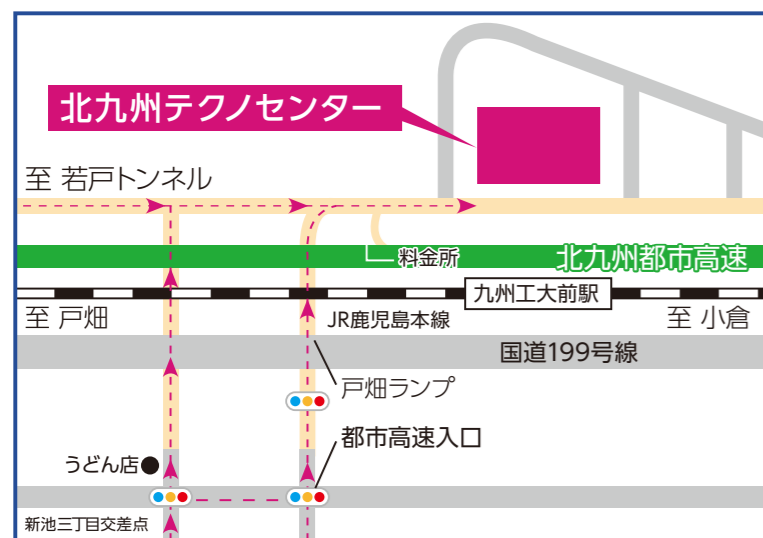 北九州テクノセンター
至 若戸トンネル
料金所
北九州都市高速
九州工大前駅
至 戸畑
JR鹿児島本線
至 小倉
国道199号線
戸畑ランプ
都市高速入口
うどん店
新池三丁目交差点